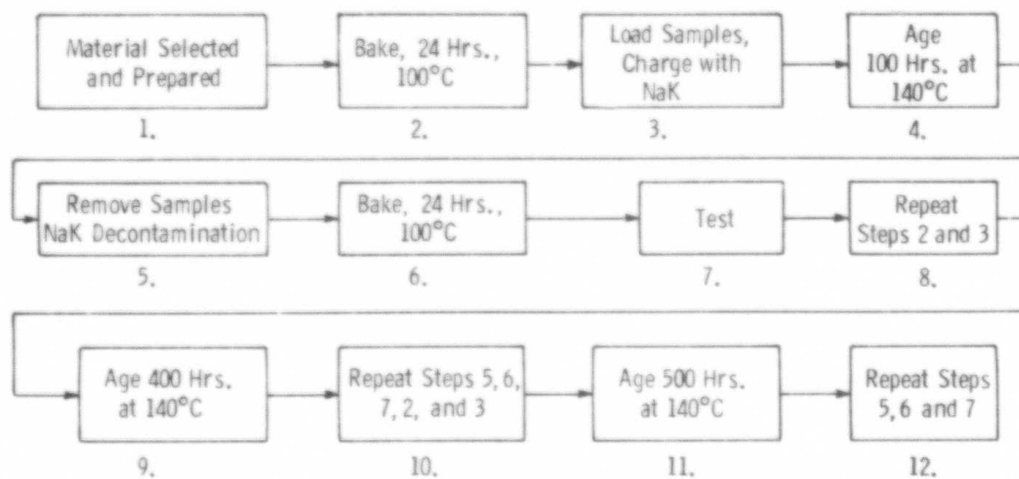 Material Selected
and Prepared
1.
Bake, 24 Hrs.,
100°C
2.
Load Samples,
Charge with
NaK
3.
Age
100 Hrs. at
140°C
4.
Remove Samples
NaK Decontamination
5.
Bake, 24 Hrs.,
100°C
6.
Test
7.
Repeat
Steps 2 and 3
8.
Age 400 Hrs.
at 140°C
9.
Repeat Steps 5, 6,
7, 2, and 3
10.
Age 500 Hrs.
at 140°C
11.
Repeat Steps
5, 6 and 7
12.